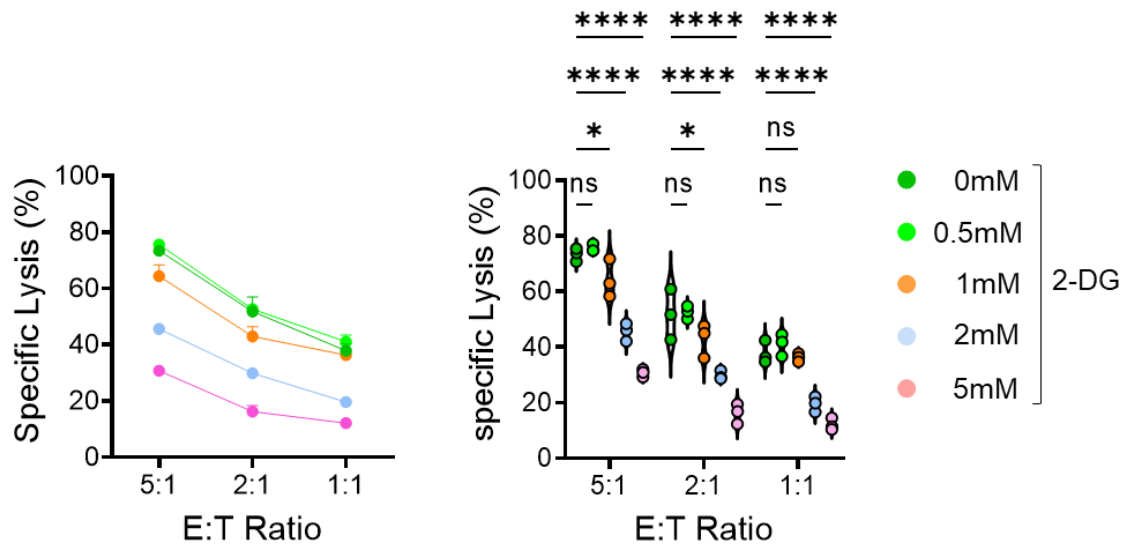 Specific Lysis (%)
100
80
60
40
20
0
5:1 2:1 1:1
E:T Ratio
**** **** ****
**** **** ****
* * ns
ns ns ns
specific Lysis (%)
100
80
60
40
20
0
5:1 2:1 1:1
E:T Ratio
0mM
0.5mM
1mM
2mM
5mM
2-DG